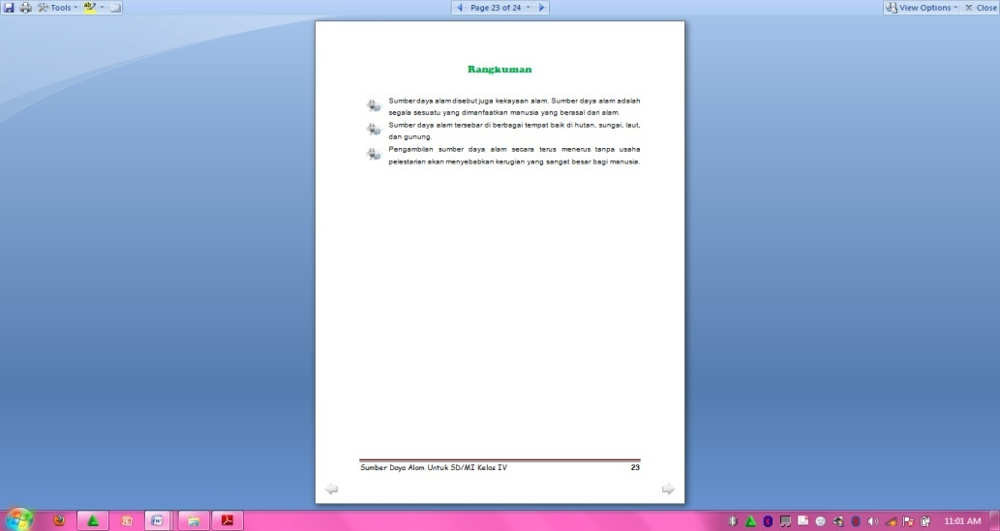 Tools
Page 23 of 24
View Options
Close
Rangkuman
Sumber daya alam disebut juga kekayaan alam. Sumber daya alam adalah
segala sesuatu yang dimanfaatkan manusia yang berasal dari alam.
Sumber daya alam tersebar di berbagai tempat baik di hutan, sungai, laut,
dan gunung.
Pengambilan sumber daya alam secara terus menerus tanpa usaha
pelestarian akan menyebabkan kerugian yang sangat besar bagi manusia.
Sumber Daya Alam Untuk SD/MI Kelas IV 23
11:01 AM